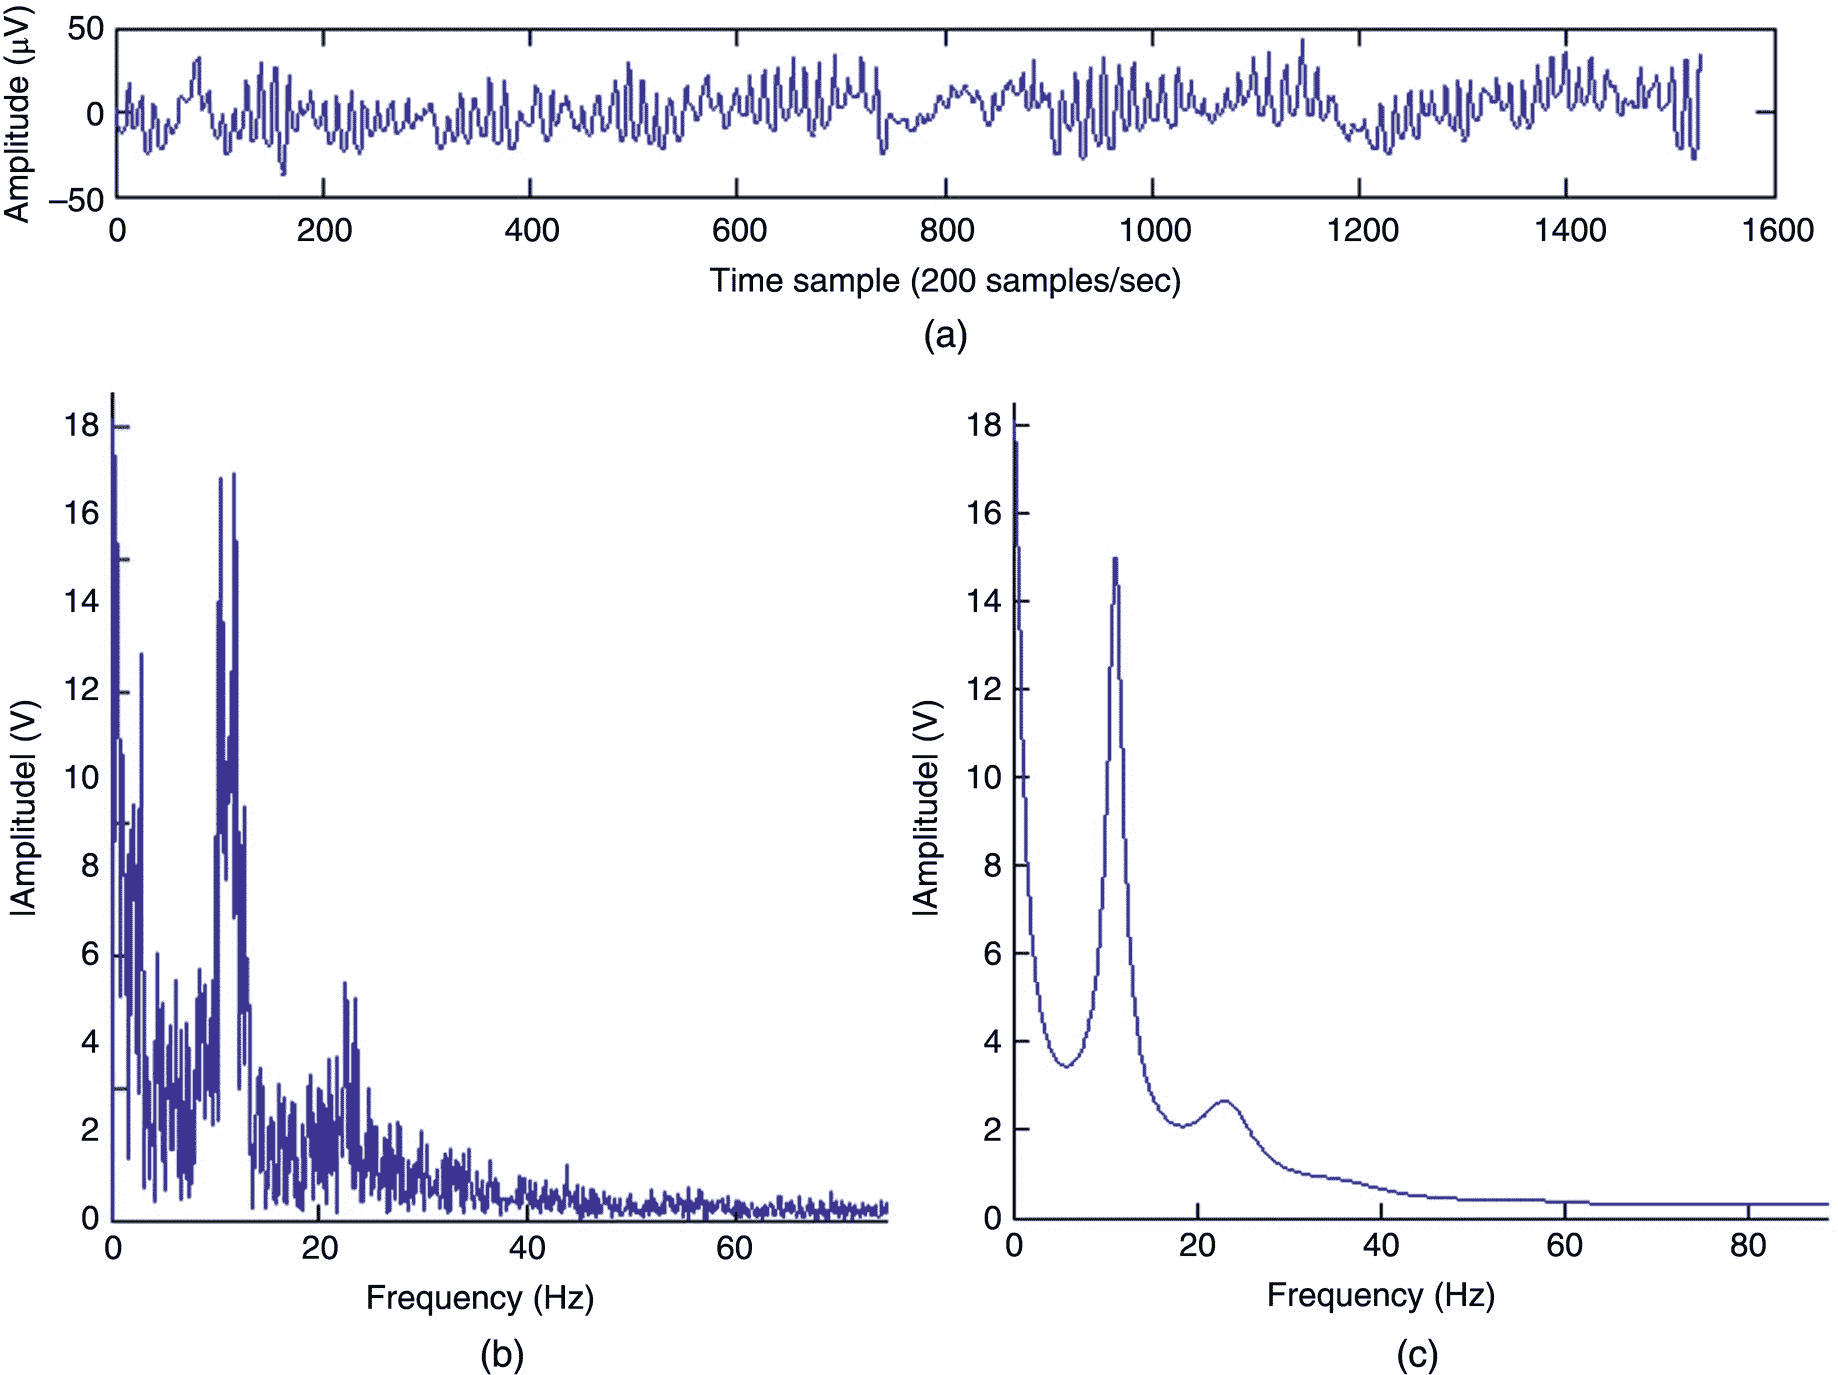 Amplitude (μV)
50
0
–50
0 200 400 600 800 1000 1200 1400 1600
Time sample (200 samples/sec)
(a)
|Amplitude| (V)
18
16
14
12
10
8
6
4
2
0
0 20 40 60
Frequency (Hz)
(b)
|Amplitude| (V)
18
16
14
12
10
8
6
4
2
0
0 20 40 60 80
Frequency (Hz)
(c)